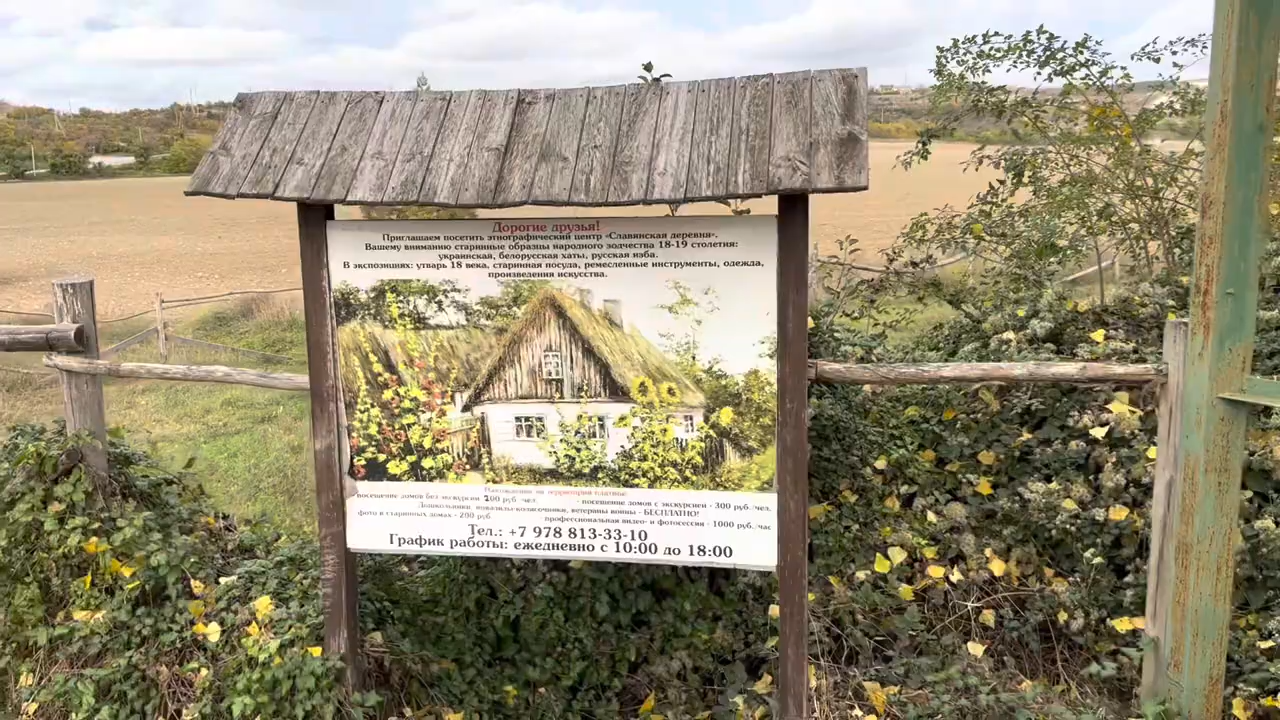 Дорогие друзья!
Приглашаем посетить этнографический центр «Славянская деревня».
Вашему вниманию старинные образцы народного зодчества 18-19 столетия:
украинская, белорусская хаты, русская изба.
В экспозициях: утварь 18 века, старинная посуда, ремесленные инструменты, одежда,
произведения искусства.
Нахождение на территории платные:
посещение домов без экскурсии 200 руб. чел. - посещение домов с экскурсией - 300 руб./чел.
Дошкольники, инвалиды-колясочники, ветераны войны - БЕСПЛАТНО!
фото в старинных домах - 200 руб. профессиональная видео- и фотосессия - 1000 руб./час
Тел.: +7 978 813-33-10
График работы: ежедневно с 10:00 до 18:00